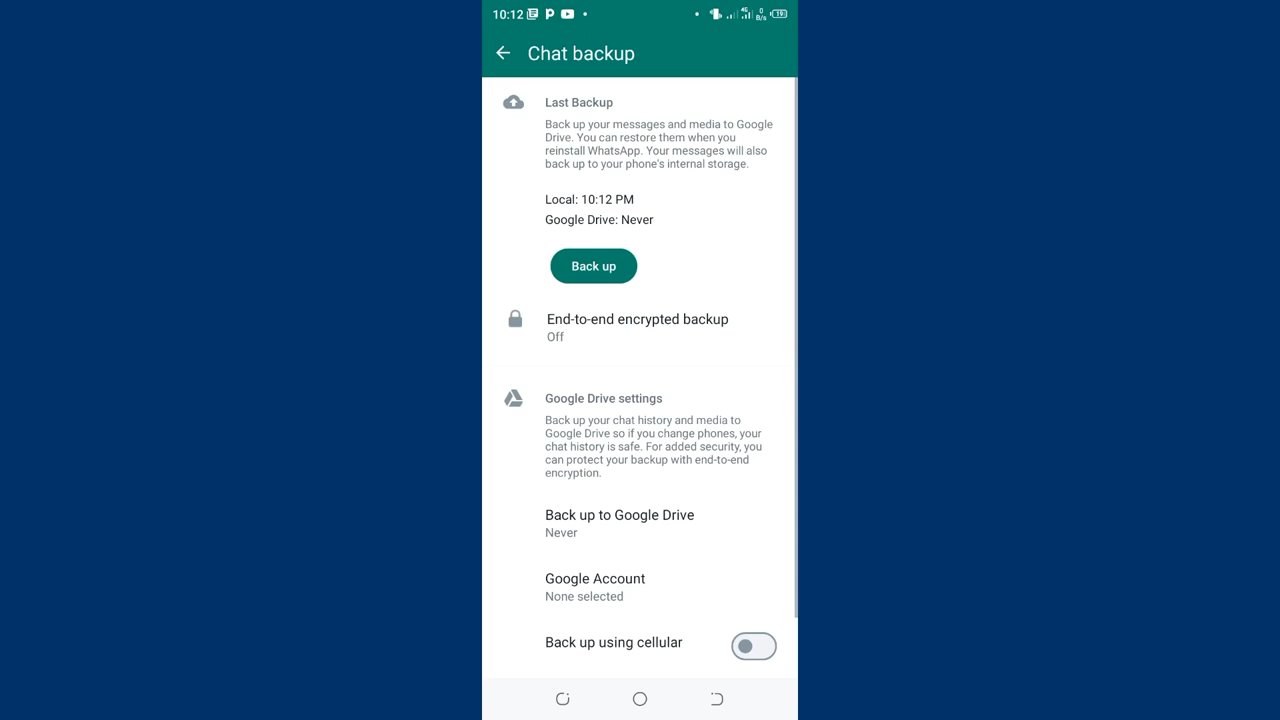 10:12 4G 0 B/s 19
Chat backup
Last Backup
Back up your messages and media to Google
Drive. You can restore them when you
reinstall WhatsApp. Your messages will also
back up to your phone's internal storage.
Local: 10:12 PM
Google Drive: Never
Back up
End-to-end encrypted backup
Off
Google Drive settings
Back up your chat history and media to
Google Drive so if you change phones, your
chat history is safe. For added security, you
can protect your backup with end-to-end
encryption.
Back up to Google Drive
Never
Google Account
None selected
Back up using cellular